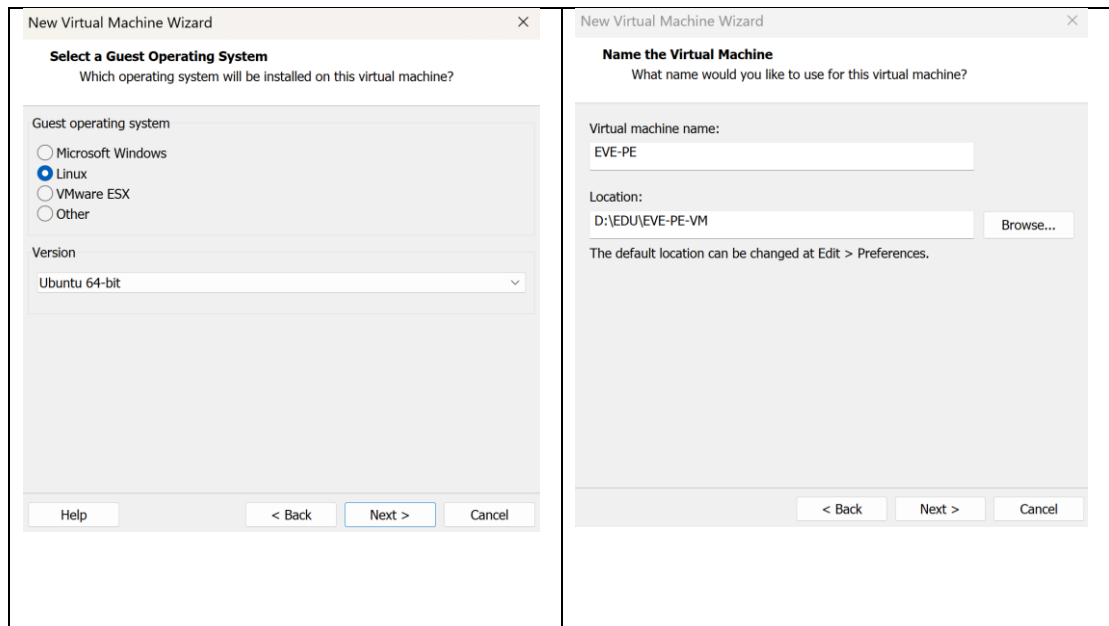 New Virtual Machine Wizard
Select a Guest Operating System
Which operating system will be installed on this virtual machine?
Guest operating system
Microsoft Windows
Linux
VMware ESX
Other
Version
Ubuntu 64-bit
Help
< Back
Next >
Cancel
New Virtual Machine Wizard
Name the Virtual Machine
What name would you like to use for this virtual machine?
Virtual machine name:
EVE-PE
Location:
D:\EDU\EVE-PE-VM
Browse...
The default location can be changed at Edit > Preferences.
< Back
Next >
Cancel